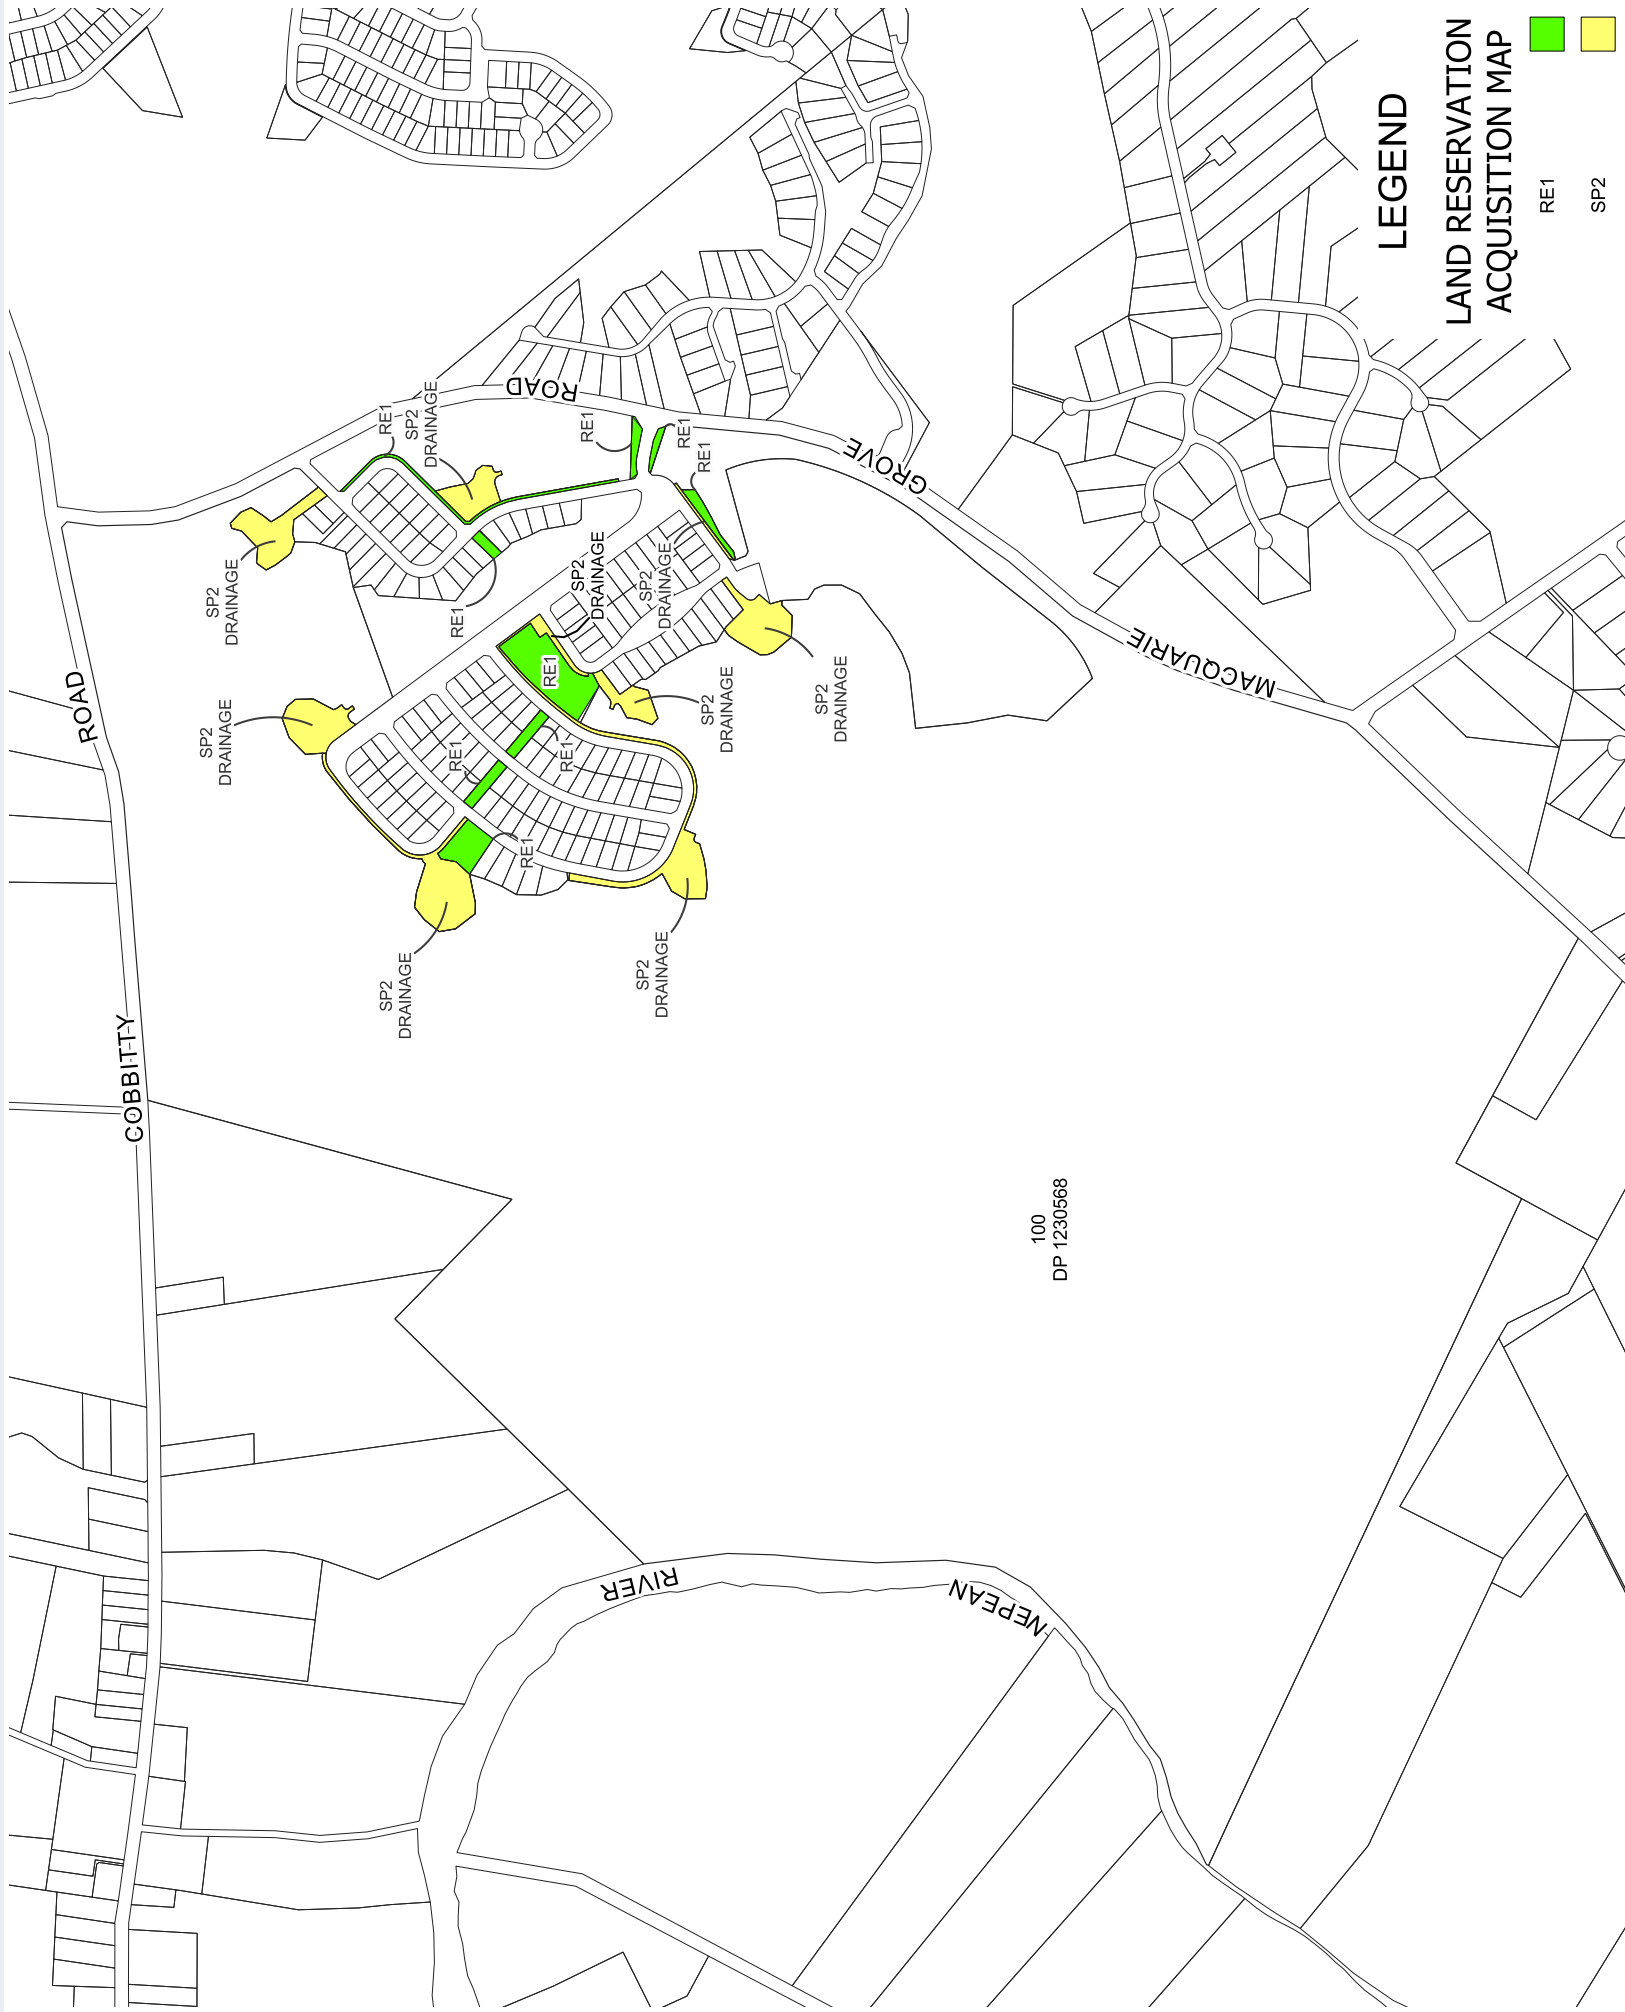 LEGEND
LAND RESERVATION
ACQUISITION MAP
RE1
SP2
COBBITTY
ROAD
MACQUARIE
GROVE
ROAD
NEPEAN
RIVER
100
DP 1230568
SP2
DRAINAGE
SP2
DRAINAGE
SP2
DRAINAGE
SP2
DRAINAGE
SP2
DRAINAGE
SP2
DRAINAGE
SP2
DRAINAGE
SP2
DRAINAGE
SP2
DRAINAGE
RE1
RE1
RE1
RE1
RE1
RE1
RE1
RE1
RE1
RE1